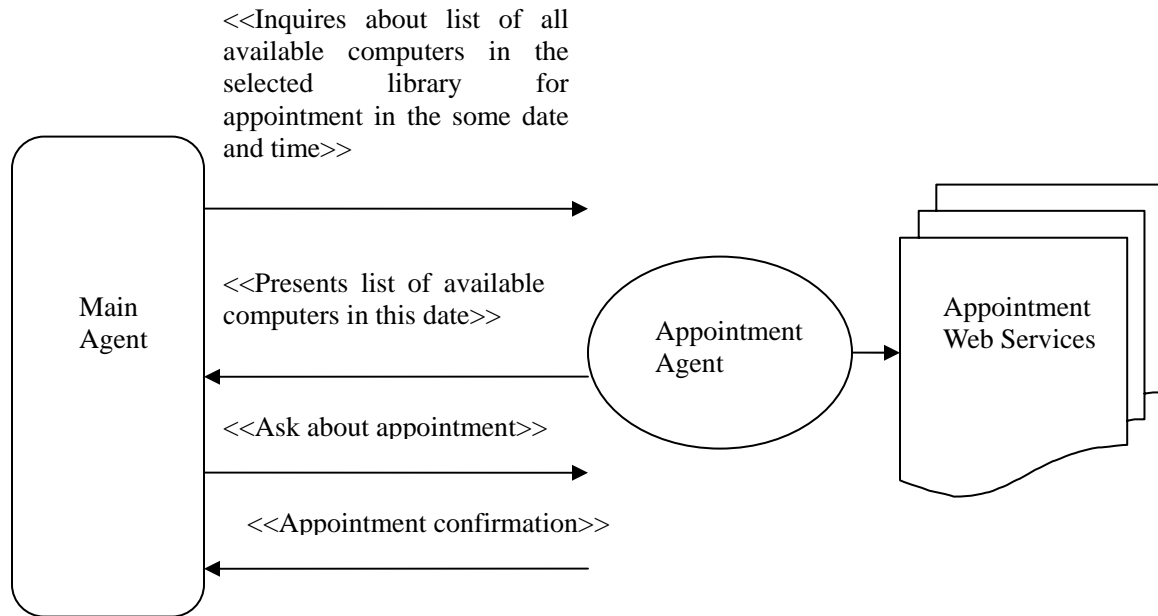 <<Inquires about list of all
available computers in the
selected library for
appointment in the some date
and time>>
<<Presents list of available
computers in this date>>
Main
Agent
Appointment
Agent
Appointment
Web Services
<<Ask about appointment>>
<<Appointment confirmation>>